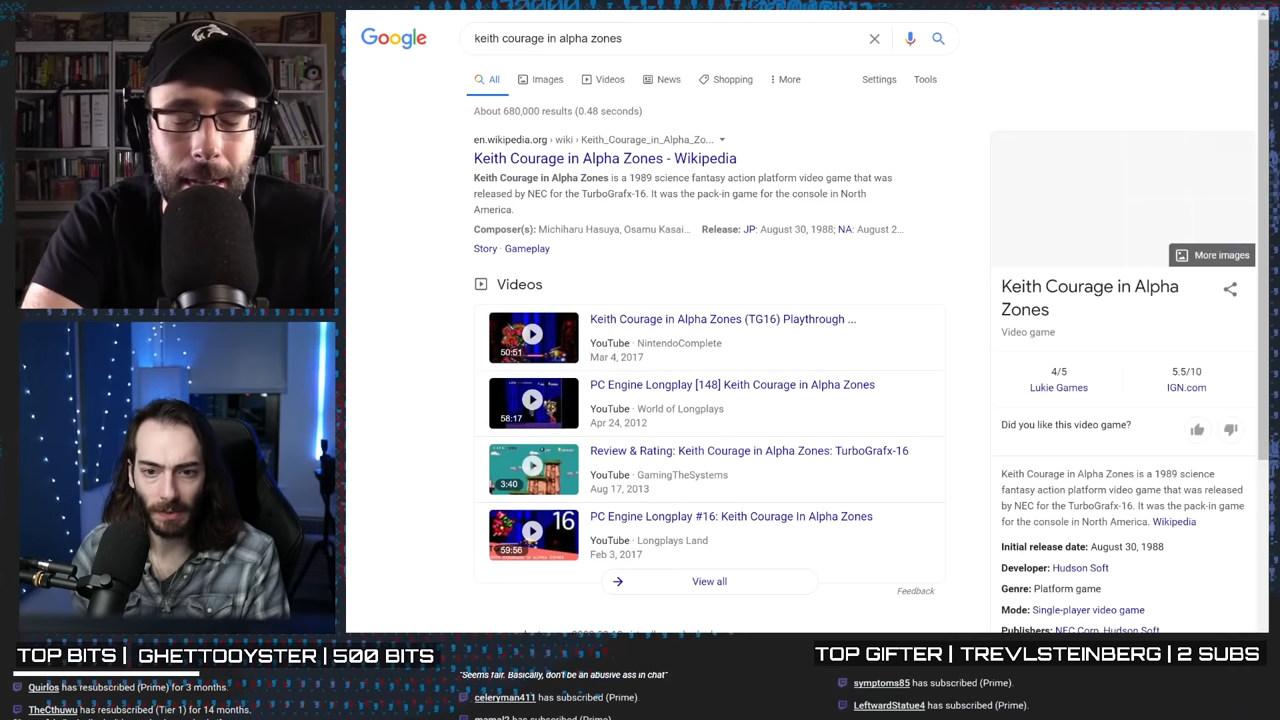 Google
keith courage in alpha zones
All
Images
Videos
News
Shopping
More
Settings
Tools
About 680,000 results (0.48 seconds)
en.wikipedia.org › wiki › Keith_Courage_in_Alpha_Zo...
Keith Courage in Alpha Zones - Wikipedia
Keith Courage in Alpha Zones is a 1989 science fantasy action platform video game that was
released by NEC for the TurboGrafx-16. It was the pack-in game for the console in North
America.
Composer(s): Michiharu Hasuya, Osamu Kasai... Release: JP: August 30, 1988; NA: August 2...
Story · Gameplay
Videos
50:51
Keith Courage in Alpha Zones (TG16) Playthrough ...
YouTube · NintendoComplete
Mar 4, 2017
58:17
PC Engine Longplay [148] Keith Courage in Alpha Zones
YouTube · World of Longplays
Apr 24, 2012
3:40
Review & Rating: Keith Courage in Alpha Zones: TurboGrafx-16
YouTube · GamingTheSystems
Aug 17, 2013
16
59:56
PC Engine Longplay #16: Keith Courage In Alpha Zones
YouTube · Longplays Land
Feb 3, 2017
View all
Feedback
More images
Keith Courage in Alpha
Zones
Video game
4/5
Lukie Games
5.5/10
IGN.com
Did you like this video game?
Keith Courage in Alpha Zones is a 1989 science
fantasy action platform video game that was released
by NEC for the TurboGrafx-16. It was the pack-in game
for the console in North America. Wikipedia
Initial release date: August 30, 1988
Developer: Hudson Soft
Genre: Platform game
Mode: Single-player video game
Publishers: NEC Corp, Hudson Soft
TOP BITS | GHETTODYSTER | 500 BITS
TOP GIFTER | TREVLSTEINBERG | 2 SUBS
Quirlos has resubscribed (Prime) for 3 months.
TheCthuwu has resubscribed (Tier 1) for 14 months.
"Seems fair. Basically, don't be an abusive ass in chat"
celeryman411 has subscribed (Prime).
mamal2 has subscribed (Prime).
symptoms85 has subscribed (Prime).
LeftwardStatue4 has subscribed (Prime).